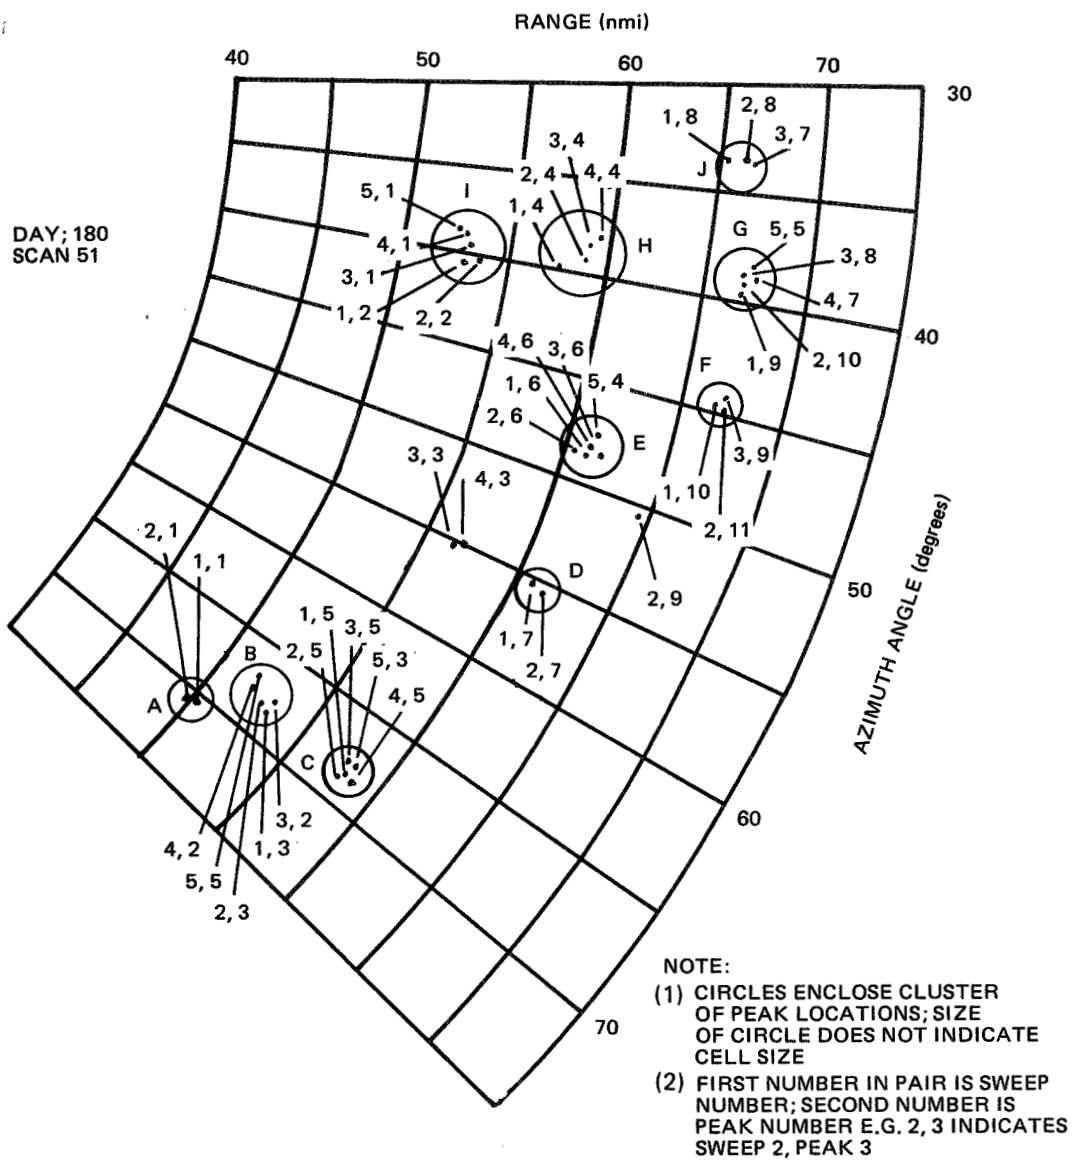 RANGE (nmi)
40 50 60 70
30
1, 8 2, 8
3, 7
J
3, 4
2, 4 4, 4
5, 1 I
1, 4
H
G 5, 5
DAY; 180
SCAN 51
4, 1
3, 8
3, 1
4, 7
1, 2 2, 2
40
4, 6 3, 6
1, 9 2, 10
F
1, 6 5, 4
2, 6
E
3, 3
3, 9
4, 3
1, 10
2, 11
2, 1
1, 1
D
50
2, 9
1, 5 3, 5
1, 7
B 2, 5
5, 3
2, 7
A
4, 5
AZIMUTH ANGLE (degrees)
C
3, 2
60
4, 2 1, 3
5, 5
2, 3
NOTE:
(1) CIRCLES ENCLOSE CLUSTER
OF PEAK LOCATIONS; SIZE
OF CIRCLE DOES NOT INDICATE
CELL SIZE
70
(2) FIRST NUMBER IN PAIR IS SWEEP
NUMBER; SECOND NUMBER IS
PEAK NUMBER E.G. 2, 3 INDICATES
SWEEP 2, PEAK 3